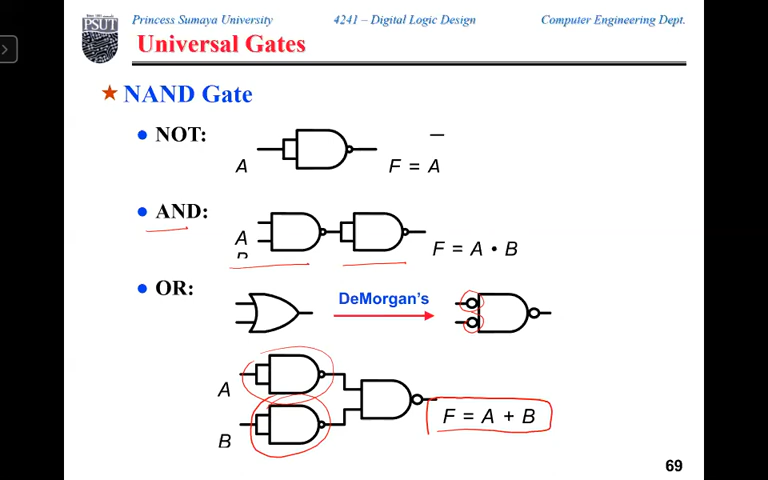 Princess Sumaya University 4241 – Digital Logic Design Computer Engineering Dept.
PSUT
Universal Gates
NAND Gate
NOT:
A F = A
AND:
A
B
F = A • B
OR:
DeMorgan's
A
B
F = A + B
69